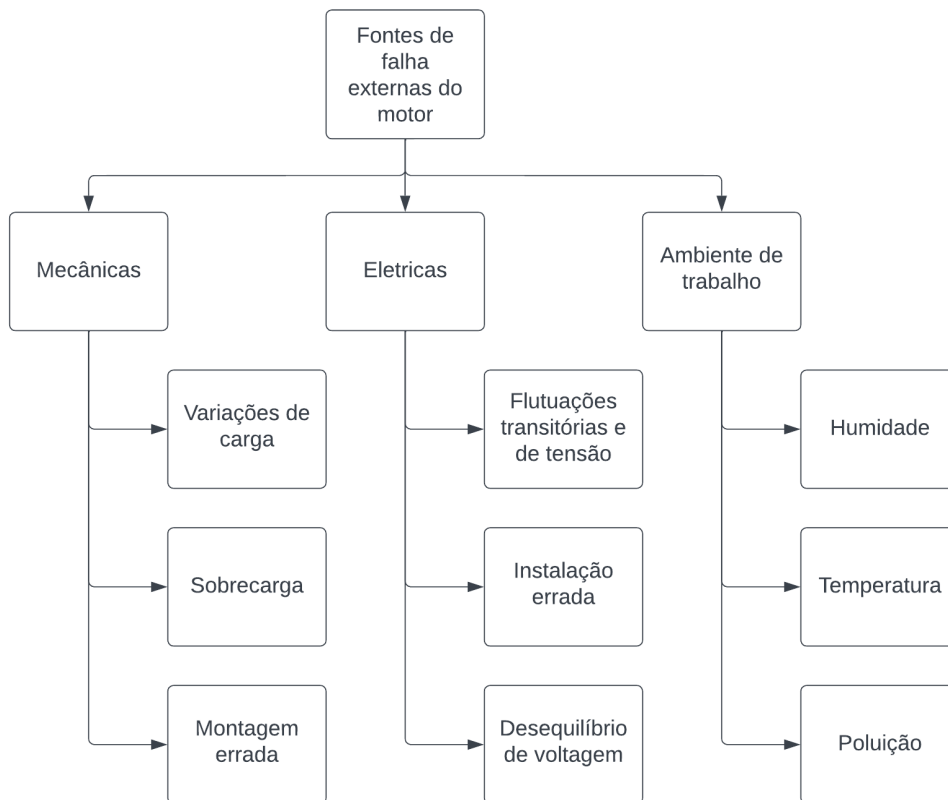 Fontes de
falha
externas do
motor
Mecânicas
Eletricas
Ambiente de
trabalho
Variações de
carga
Flutuações
transitórias e
de tensão
Humidade
Sobrecarga
Instalação
errada
Temperatura
Montagem
errada
Desequilíbrio
de voltagem
Poluição